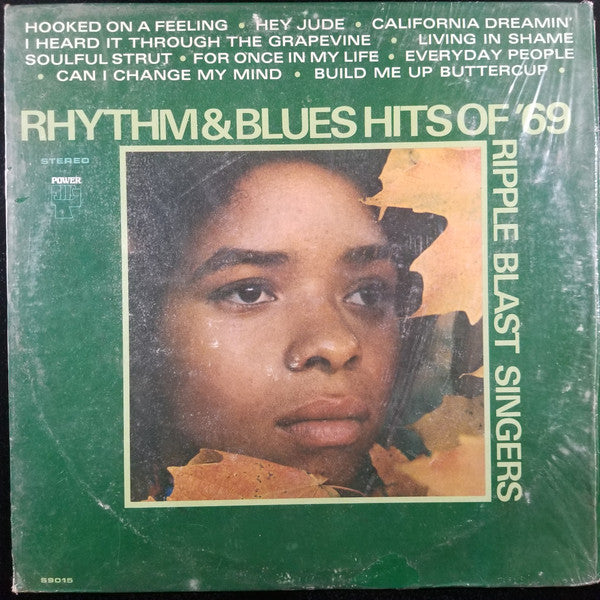 HOOKED ON A FEELING • HEY JUDE • CALIFORNIA DREAMIN'
I HEARD IT THROUGH THE GRAPEVINE • LIVING IN SHAME
SOULFUL STRUT • FOR ONCE IN MY LIFE • EVERYDAY PEOPLE
• CAN I CHANGE MY MIND • BUILD ME UP BUTTERCUP •
RHYTHM & BLUES HITS OF '69
STEREO
POWER
RIPPLE BLAST SINGERS
S9015